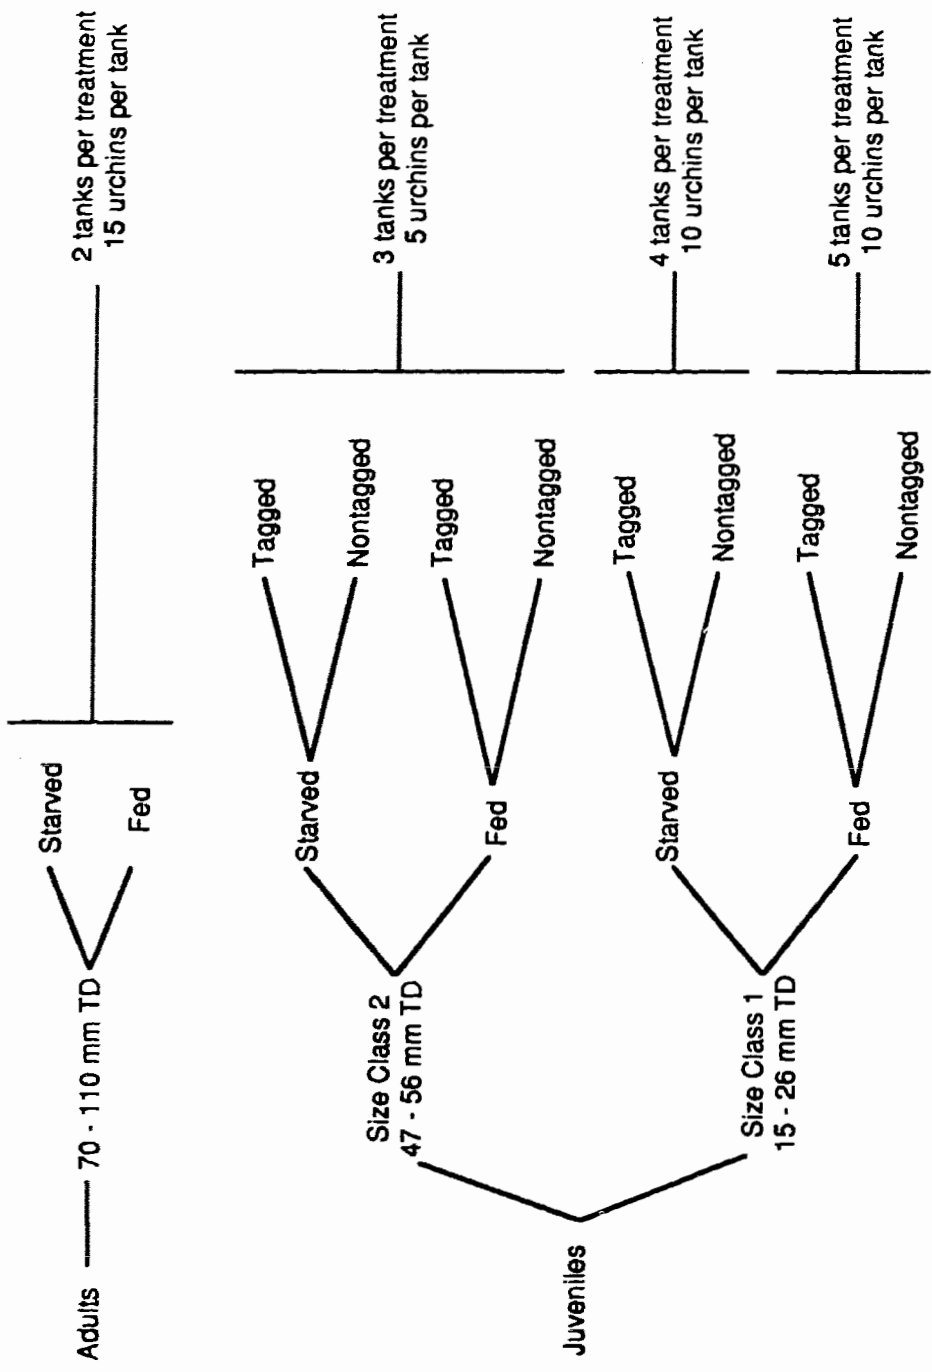 Adults
70 - 110 mm TD
Starved
Fed
2 tanks per treatment
15 urchins per tank
Juveniles
Size Class 2
47 - 56 mm TD
Starved
Tagged
Nontagged
Fed
Tagged
Nontagged
3 tanks per treatment
5 urchins per tank
Size Class 1
15 - 26 mm TD
Starved
Tagged
Nontagged
4 tanks per treatment
10 urchins per tank
Fed
Tagged
Nontagged
5 tanks per treatment
10 urchins per tank